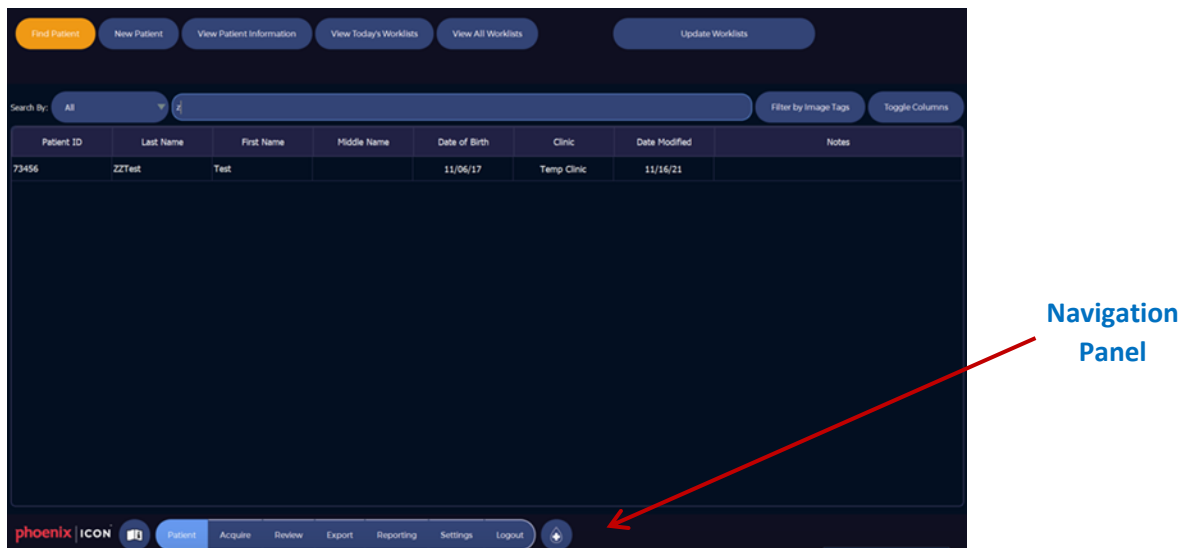 Find Patient New Patient View Patient Information View Today's Worklists View All Worklists Update Worklists
Search By: All z Filter by Image Tags Toggle Columns
Patient ID Last Name First Name Middle Name Date of Birth Clinic Date Modified Notes
73456 ZZTest Test 11/06/17 Temp Clinic 11/16/21
Navigation
Panel
phoenix | ICON Patient Acquire Review Export Reporting Settings Logout